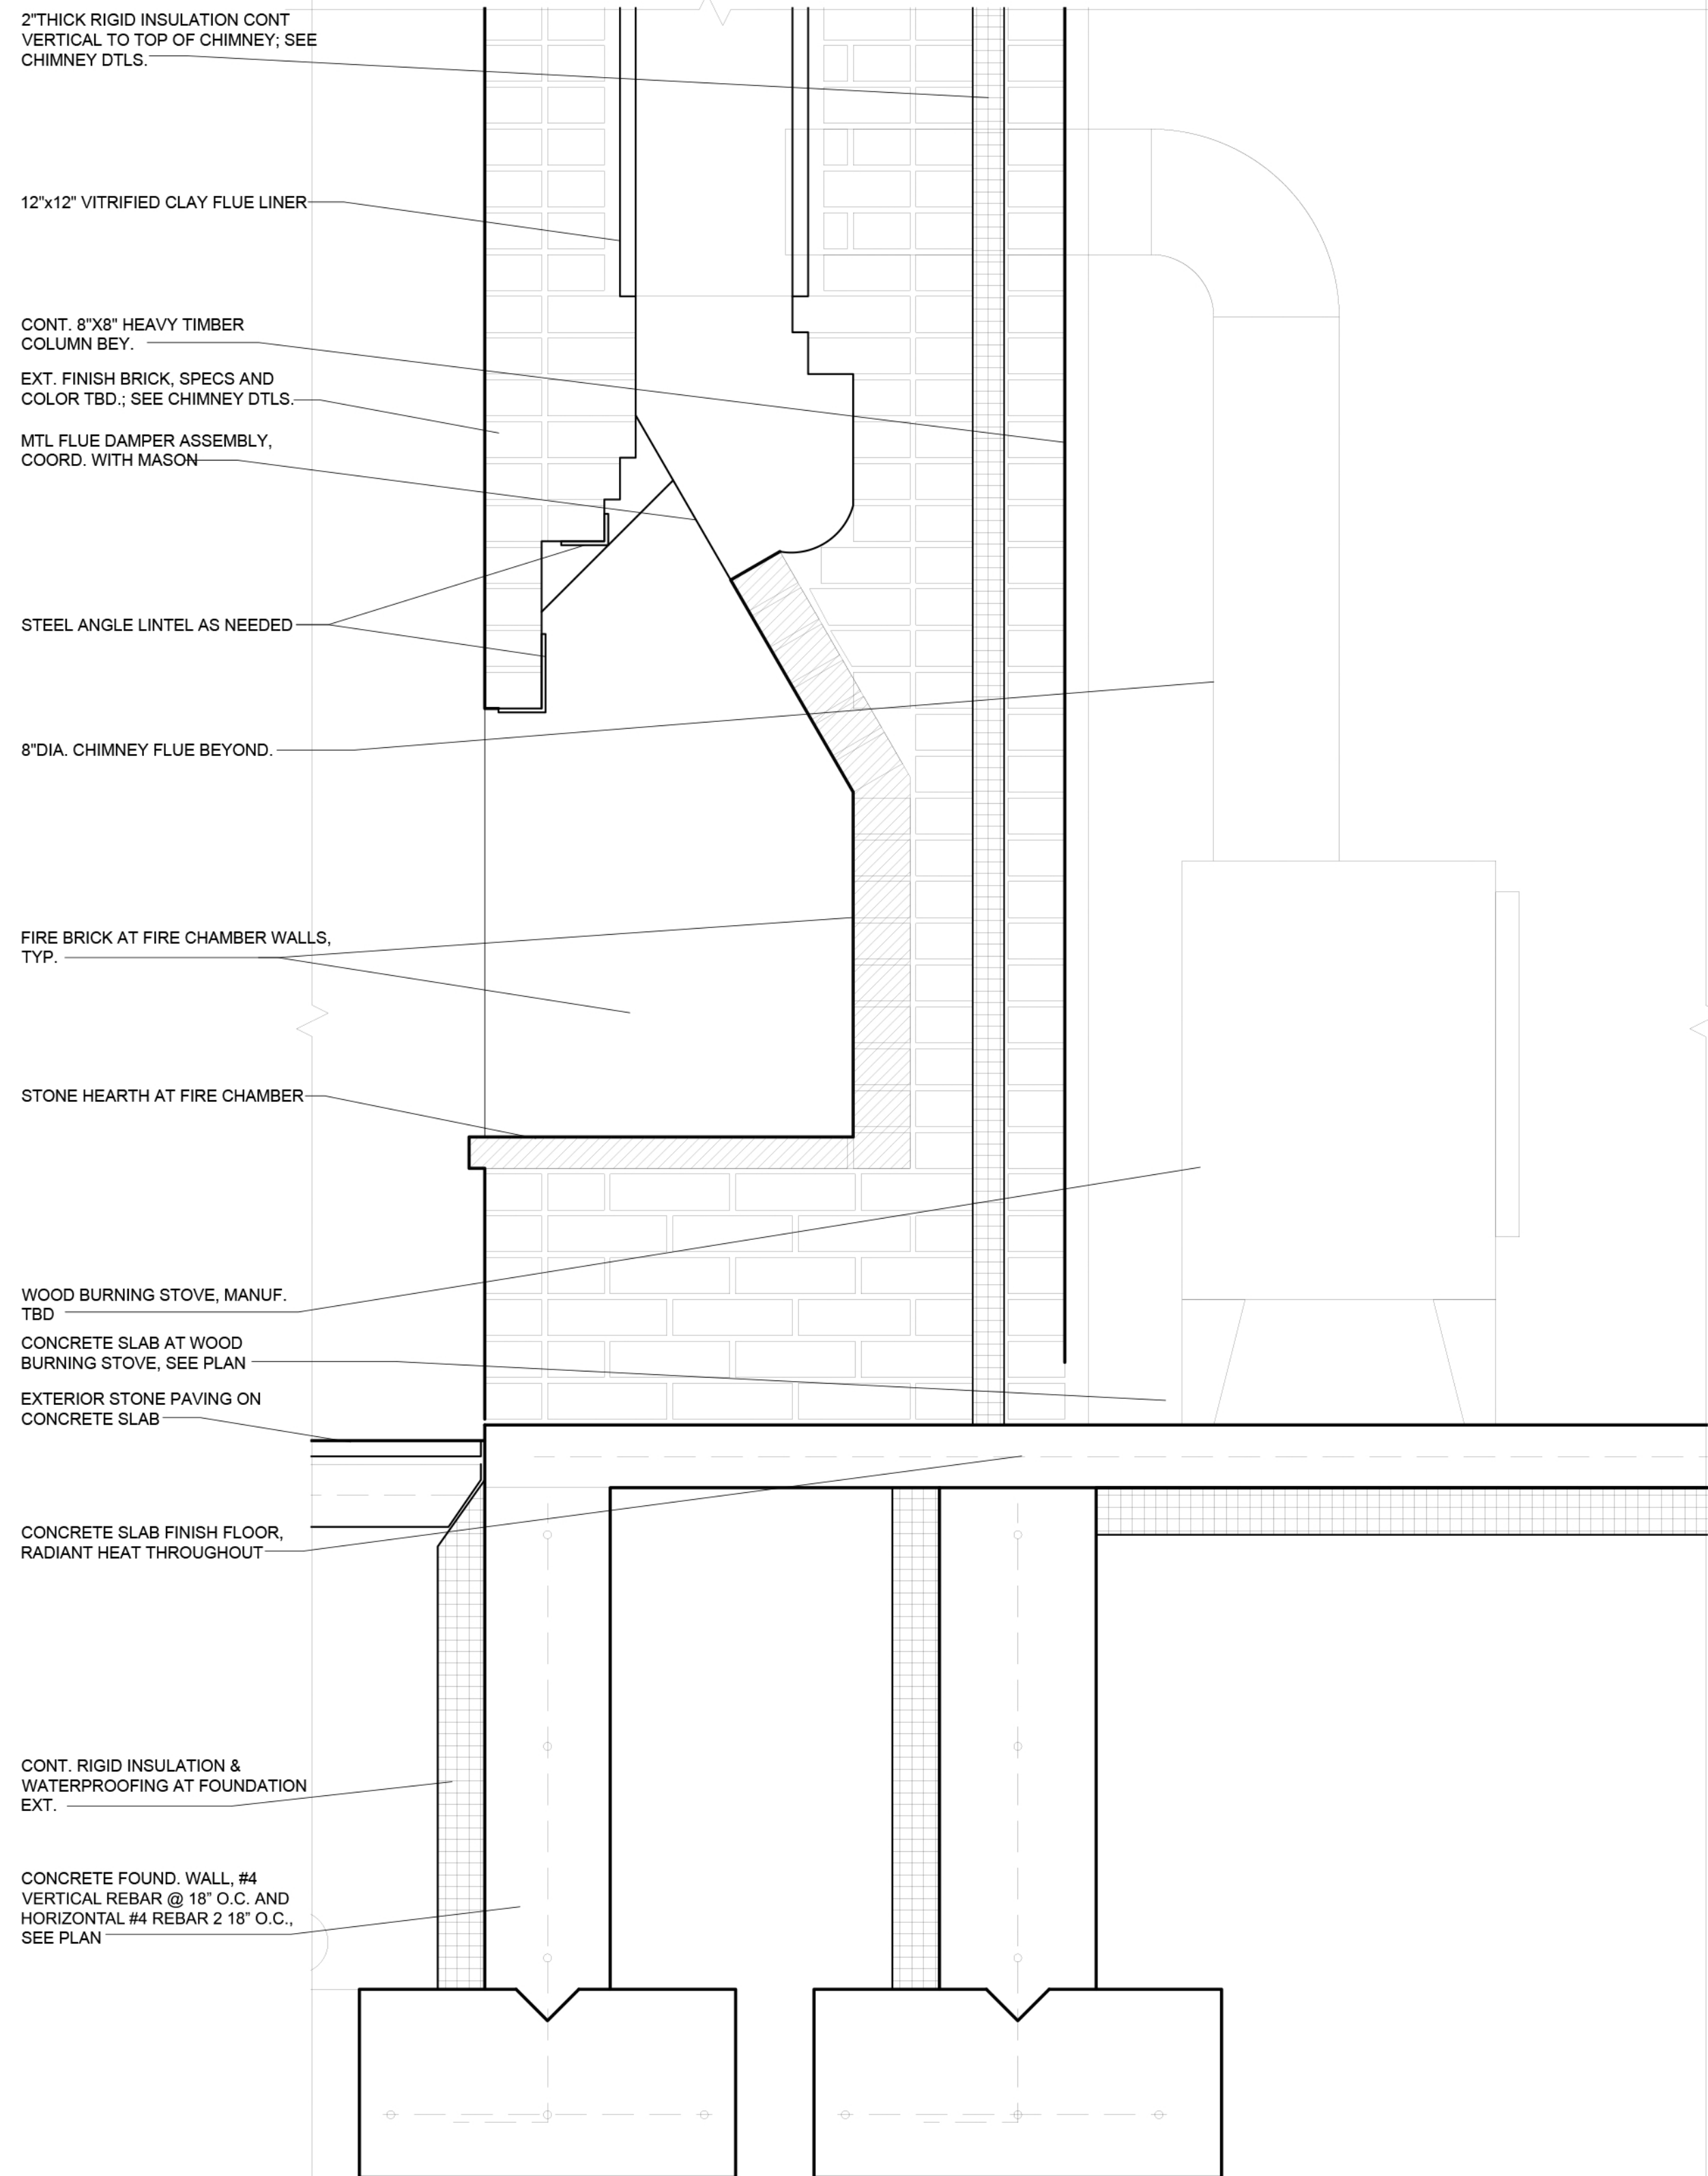 2"THICK RIGID INSULATION CONT
VERTICAL TO TOP OF CHIMNEY; SEE
CHIMNEY DTLS.
12"x12" VITRIFIED CLAY FLUE LINER
CONT. 8"X8" HEAVY TIMBER
COLUMN BEY.
EXT. FINISH BRICK, SPECS AND
COLOR TBD.; SEE CHIMNEY DTLS.
MTL FLUE DAMPER ASSEMBLY,
COORD. WITH MASON
STEEL ANGLE LINTEL AS NEEDED
8"DIA. CHIMNEY FLUE BEYOND.
FIRE BRICK AT FIRE CHAMBER WALLS,
TYP.
STONE HEARTH AT FIRE CHAMBER
WOOD BURNING STOVE, MANUF.
TBD
CONCRETE SLAB AT WOOD
BURNING STOVE, SEE PLAN
EXTERIOR STONE PAVING ON
CONCRETE SLAB
CONCRETE SLAB FINISH FLOOR,
RADIANT HEAT THROUGHOUT
CONT. RIGID INSULATION &
WATERPROOFING AT FOUNDATION
EXT.
CONCRETE FOUND. WALL, #4
VERTICAL REBAR @ 18" O.C. AND
HORIZONTAL #4 REBAR 2 18" O.C.,
SEE PLAN